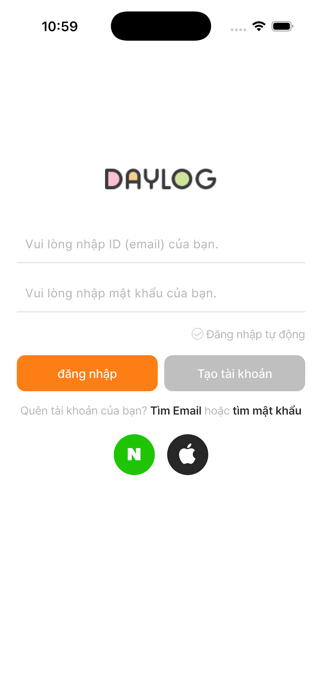 10:59
DAYLOG
Vui lòng nhập ID (email) của bạn.
Vui lòng nhập mật khẩu của bạn.
Đăng nhập tự động
đăng nhập
Tạo tài khoản
Quên tài khoản của bạn? Tìm Email hoặc tìm mật khẩu
N